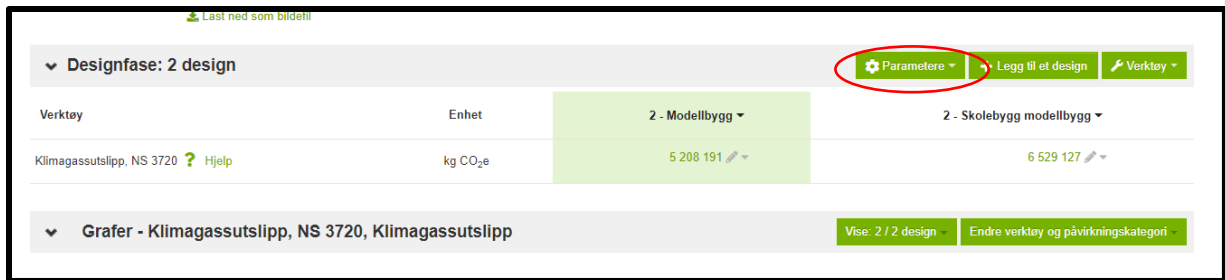 Last ned som bildefil
Designfase: 2 design
Parametere
Legg til et design
Verktøy
Verktøy
Enhet
2 - Modellbygg
2 - Skolebygg modellbygg
Klimagassutslipp, NS 3720 ? Hjelp
kg CO₂e
5 208 191
6 529 127
Grafer - Klimagassutslipp, NS 3720, Klimagassutslipp
Vise: 2 / 2 design
Endre verktøy og påvirkningskategori